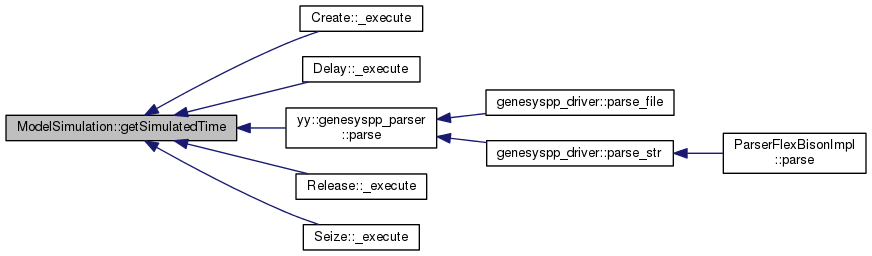 Create::_execute
Delay::_execute
ModelSimulation::getSimulatedTime
yy::genesyspp_parser
::parse
genesyspp_driver::parse_file
genesyspp_driver::parse_str
ParserFlexBisonImpl
::parse
Release::_execute
Seize::_execute